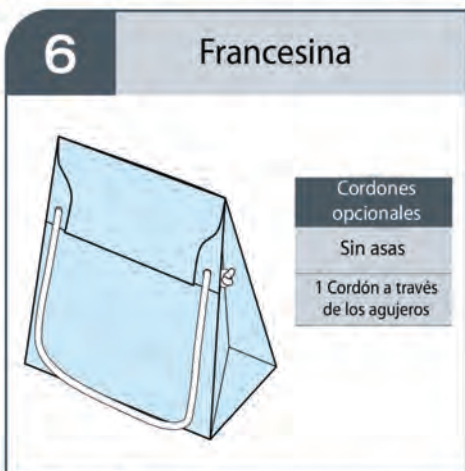 6
Francesina
Cordones
opcionales
Sin asas
1 Cordón a través
de los agujeros